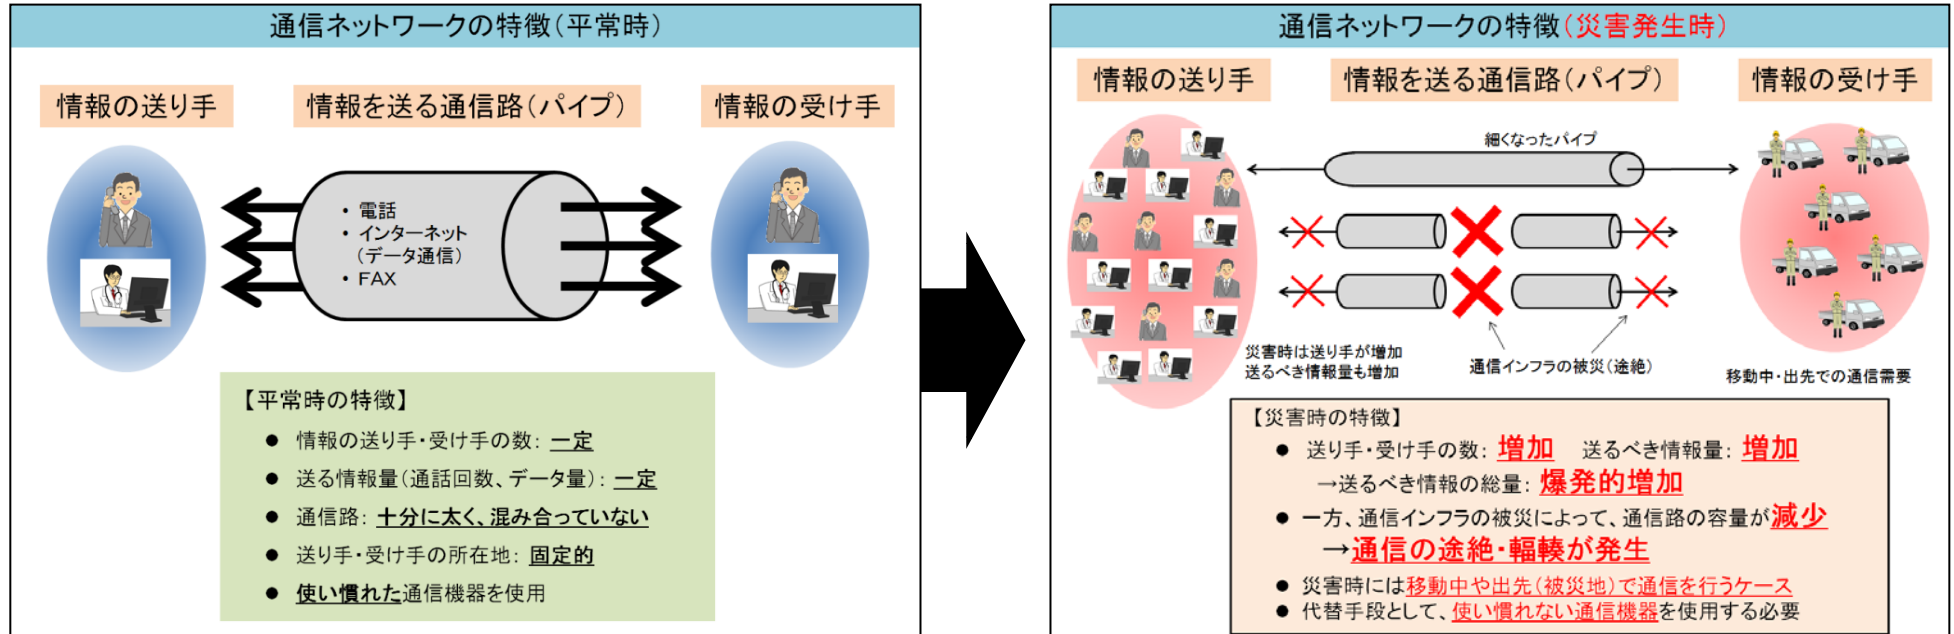 通信ネットワークの特徴(平常時)
情報の送り手
情報を送る通信路(パイプ)
情報の受け手
・ 電話
・ インターネット
(データ通信)
・ FAX
【平常時の特徴】
● 情報の送り手・受け手の数: 一定
● 送る情報量(通話回数、データ量): 一定
● 通信路: 十分に太く、混み合っていない
● 送り手・受け手の所在地: 固定的
● 使い慣れた通信機器を使用
通信ネットワークの特徴(災害発生時)
情報の送り手
情報を送る通信路(パイプ)
情報の受け手
細くなったパイプ
災害時は送り手が増加
送るべき情報量も増加
通信インフラの被災(途絶)
移動中・出先での通信需要
【災害時の特徴】
● 送り手・受け手の数: 増加 送るべき情報量: 増加
→送るべき情報の総量: 爆発的増加
● 一方、通信インフラの被災によって、通信路の容量が減少
→通信の途絶・輻輳が発生
● 災害時には移動中や出先(被災地)で通信を行うケース
● 代替手段として、使い慣れない通信機器を使用する必要